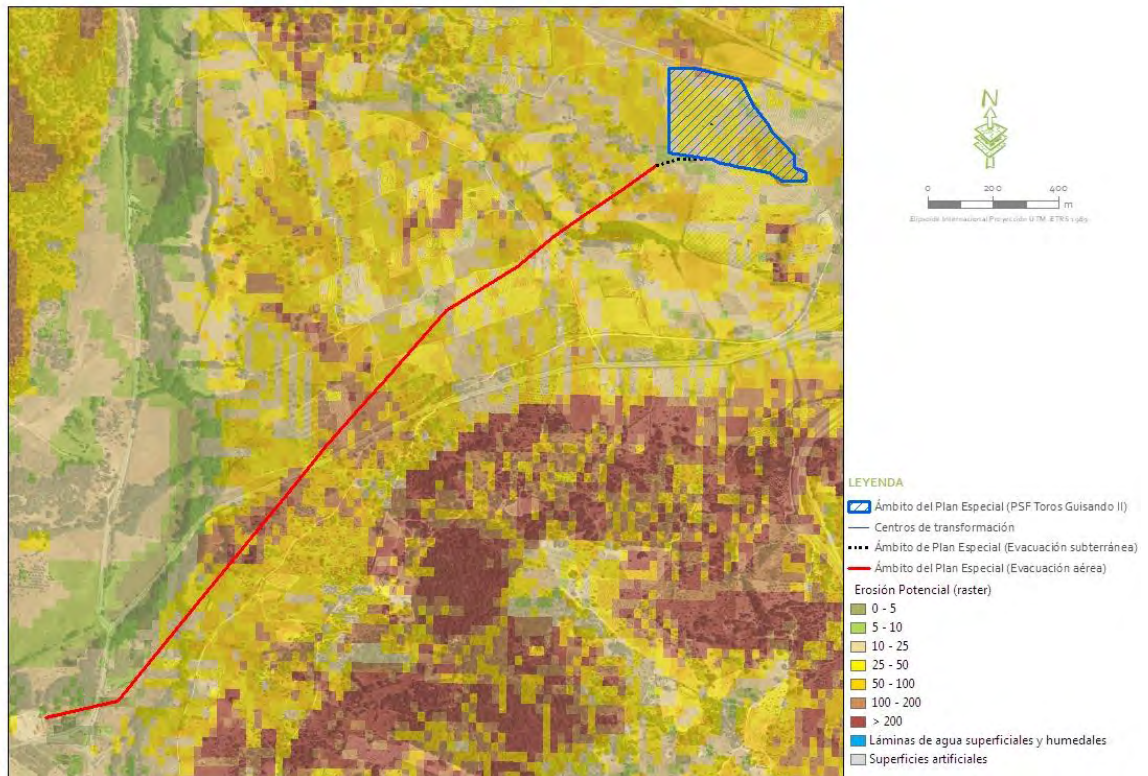 N
0 200 400
m
Elipsoide Internacional Proyección UTM. ETRS 1989.
LEYENDA
Ámbito del Plan Especial (PSF Toros Guisando II)
Centros de transformación
Ámbito de Plan Especial (Evacuación subterránea)
Ámbito del Plan Especial (Evacuación aérea)
Erosión Potencial (raster)
0 - 5
5 - 10
10 - 25
25 - 50
50 - 100
100 - 200
> 200
Láminas de agua superficiales y humedales
Superficies artificiales